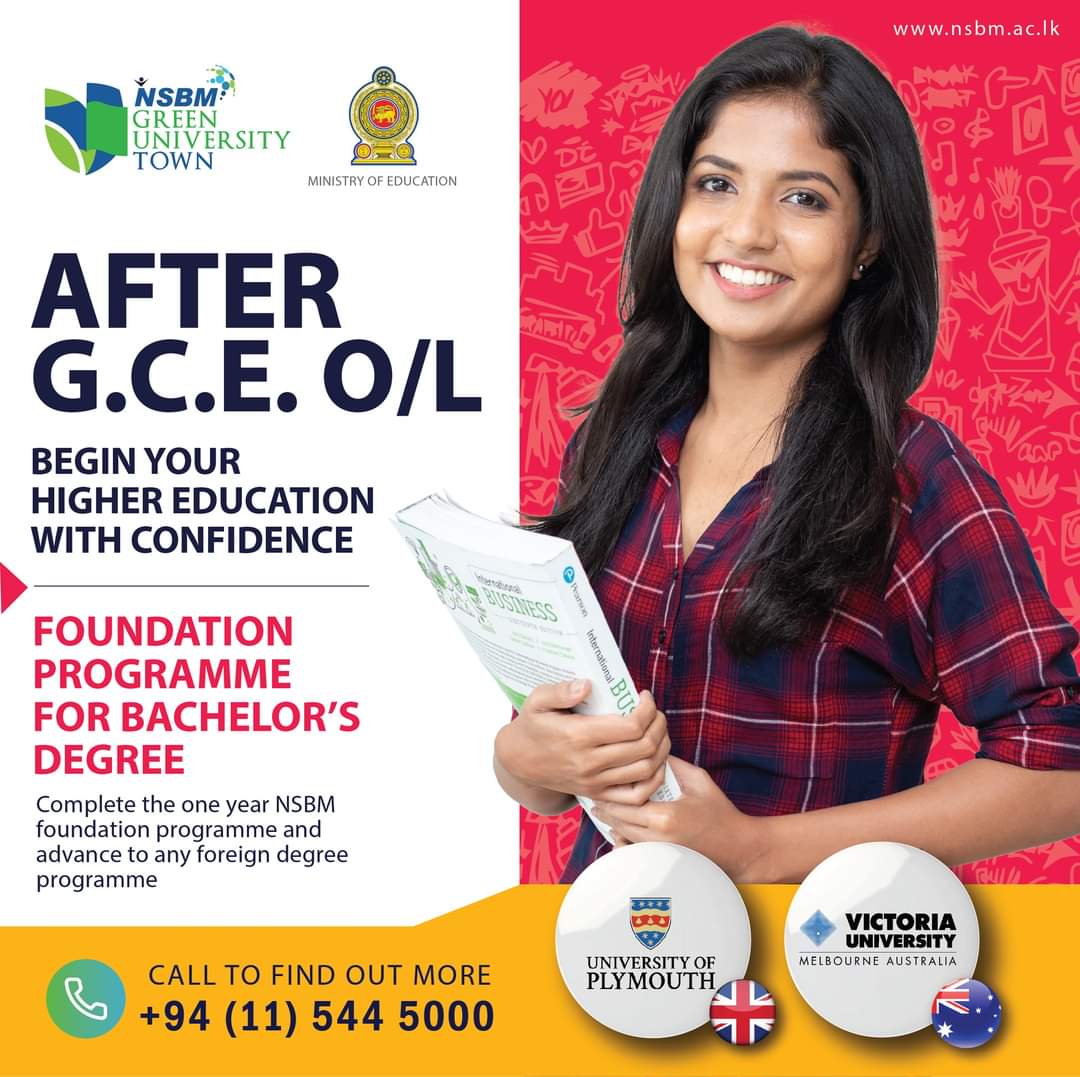 www.nsbm.ac.lk
NSBM
GREEN
UNIVERSITY
TOWN
MINISTRY OF EDUCATION
AFTER
G.C.E. O/L
BEGIN YOUR
HIGHER EDUCATION
WITH CONFIDENCE
FOUNDATION
PROGRAMME
FOR BACHELOR'S
DEGREE
Complete the one year NSBM
foundation programme and
advance to any foreign degree
programme
International
BUSINESS
Pearson
International
BUS
UNIVERSITY OF
PLYMOUTH
VICTORIA
UNIVERSITY
MELBOURNE AUSTRALIA
CALL TO FIND OUT MORE
+94 (11) 544 5000